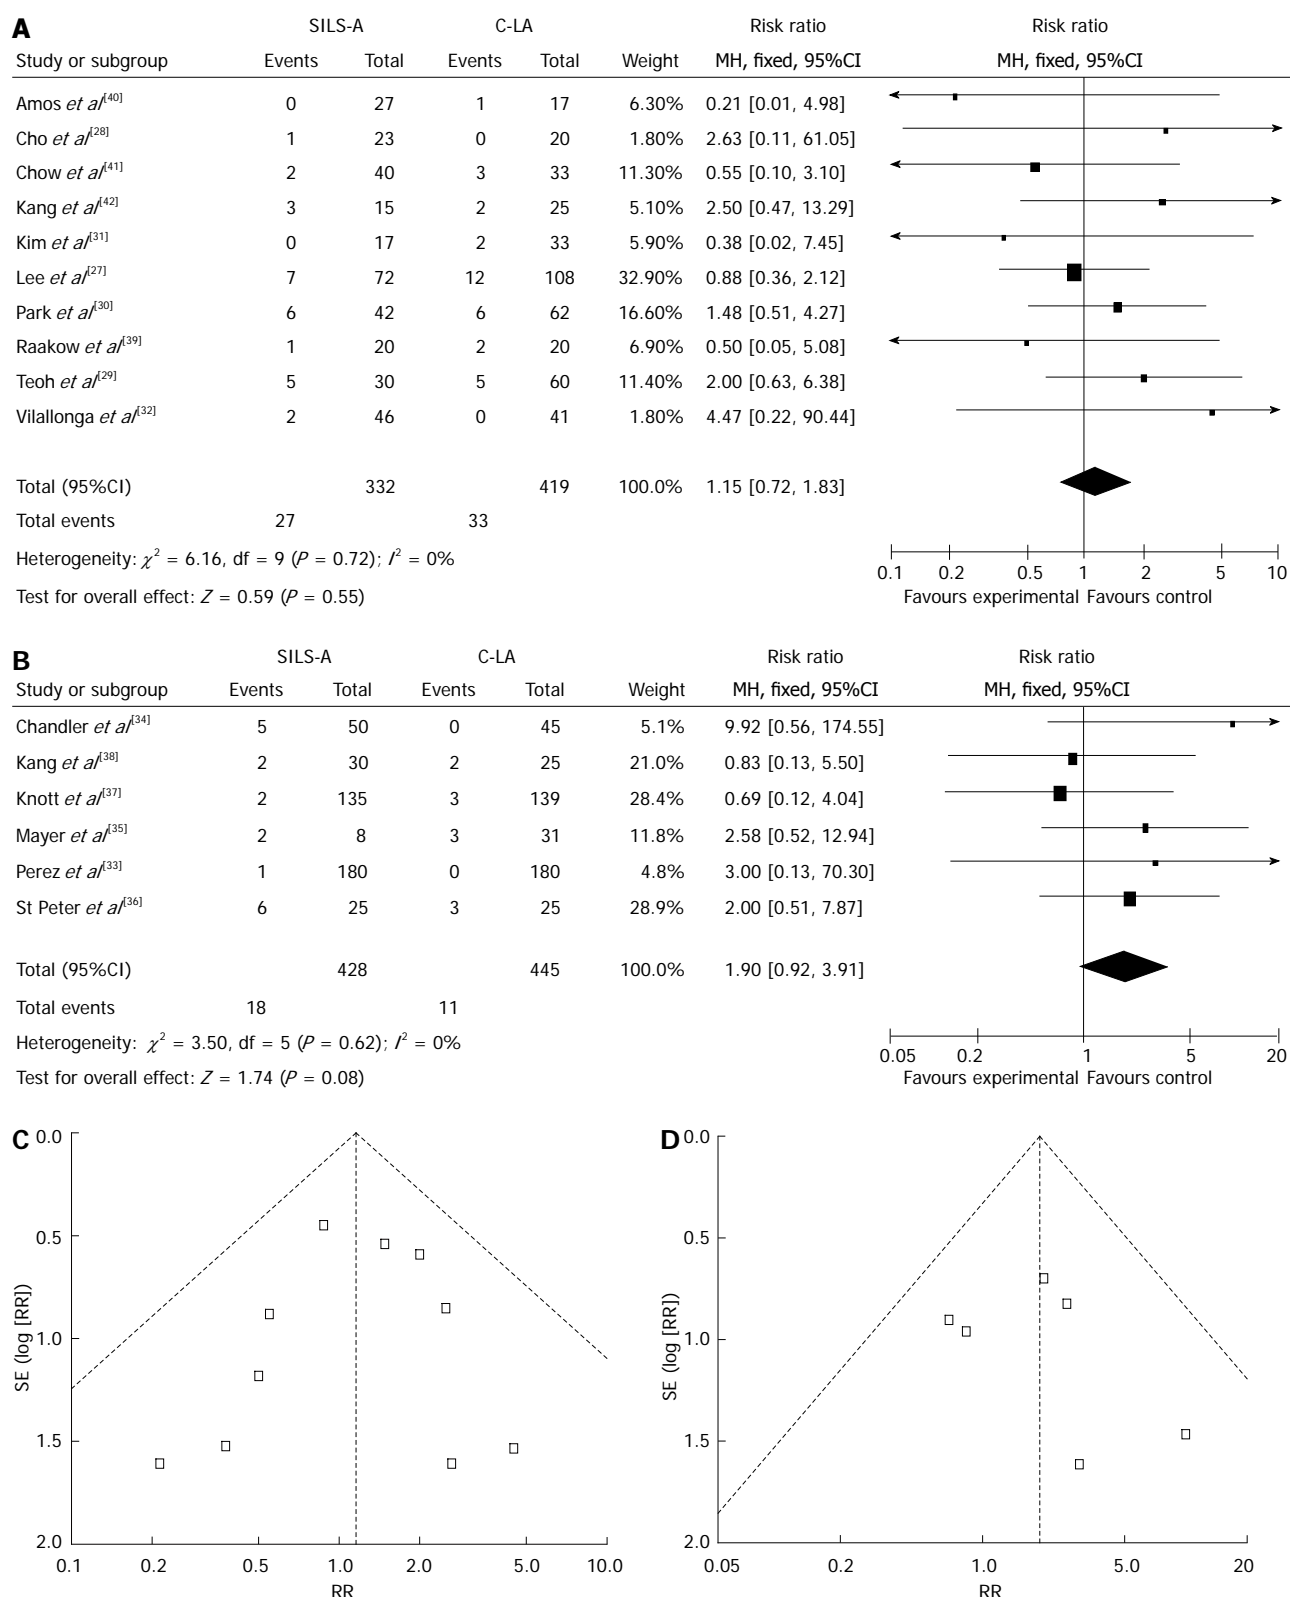 A
SILS-A C-LA Risk ratio Risk ratio
Study or subgroup Events Total Events Total Weight MH, fixed, 95%CI MH, fixed, 95%CI
Amos et al[40] 0 27 1 17 6.30% 0.21 [0.01, 4.98]
Cho et al[28] 1 23 0 20 1.80% 2.63 [0.11, 61.05]
Chow et al[41] 2 40 3 33 11.30% 0.55 [0.10, 3.10]
Kang et al[42] 3 15 2 25 5.10% 2.50 [0.47, 13.29]
Kim et al[31] 0 17 2 33 5.90% 0.38 [0.02, 7.45]
Lee et al[27] 7 72 12 108 32.90% 0.88 [0.36, 2.12]
Park et al[30] 6 42 6 62 16.60% 1.48 [0.51, 4.27]
Raakow et al[39] 1 20 2 20 6.90% 0.50 [0.05, 5.08]
Teoh et al[29] 5 30 5 60 11.40% 2.00 [0.63, 6.38]
Vilallonga et al[32] 2 46 0 41 1.80% 4.47 [0.22, 90.44]
Total (95%CI) 332 419 100.0% 1.15 [0.72, 1.83]
Total events 27 33
Heterogeneity: χ2 = 6.16, df = 9 (P = 0.72); I2 = 0%
Test for overall effect: Z = 0.59 (P = 0.55)
0.1 0.2 0.5 1 2 5 10
Favours experimental Favours control
B
SILS-A C-LA Risk ratio Risk ratio
Study or subgroup Events Total Events Total Weight MH, fixed, 95%CI MH, fixed, 95%CI
Chandler et al[34] 5 50 0 45 5.1% 9.92 [0.56, 174.55]
Kang et al[38] 2 30 2 25 21.0% 0.83 [0.13, 5.50]
Knott et al[37] 2 135 3 139 28.4% 0.69 [0.12, 4.04]
Mayer et al[35] 2 8 3 31 11.8% 2.58 [0.52, 12.94]
Perez et al[33] 1 180 0 180 4.8% 3.00 [0.13, 70.30]
St Peter et al[36] 6 25 3 25 28.9% 2.00 [0.51, 7.87]
Total (95%CI) 428 445 100.0% 1.90 [0.92, 3.91]
Total events 18 11
Heterogeneity: χ2 = 3.50, df = 5 (P = 0.62); I2 = 0%
Test for overall effect: Z = 1.74 (P = 0.08)
0.05 0.2 1 5 20
Favours experimental Favours control
C
0.0
0.5
1.0
1.5
2.0
SE (log [RR])
0.1 0.2 0.5 1.0 2.0 5.0 10.0
RR
D
0.0
0.5
1.0
1.5
2.0
SE (log [RR])
0.05 0.2 1.0 5.0 20
RR